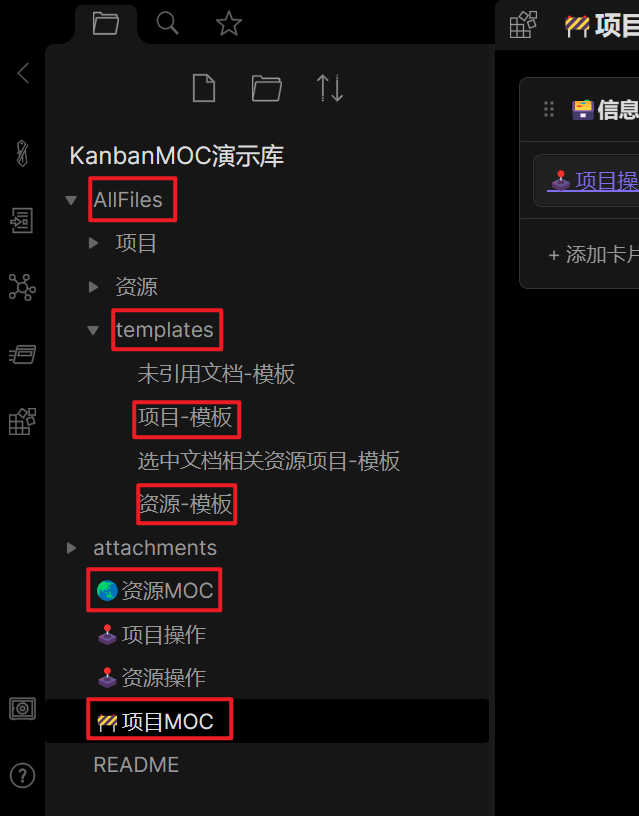 🚧项目
KanbanMOC演示库
AllFiles
项目
资源
templates
未引用文档-模板
项目-模板
选中文档相关资源项目-模板
资源-模板
attachments
🌏资源MOC
🕹️项目操作
🕹️资源操作
🚧项目MOC
README
🗃️信息
🕹️项目操
+ 添加卡片